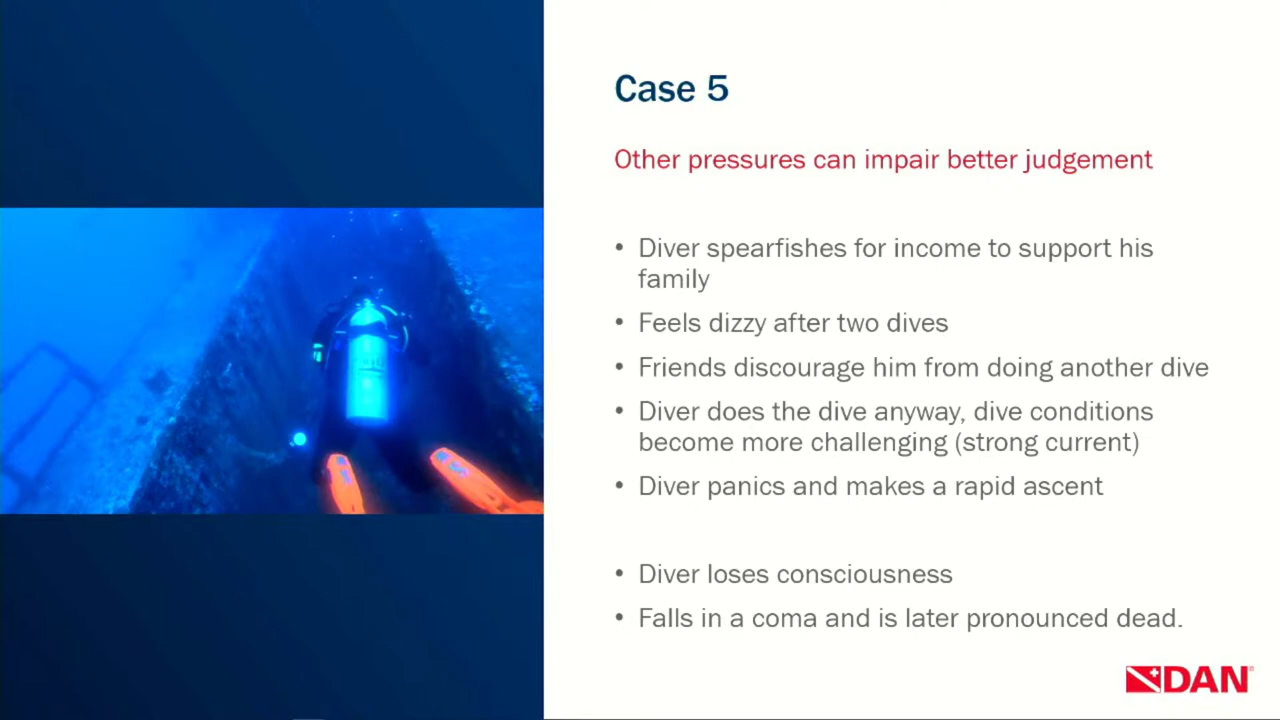 Case 5
Other pressures can impair better judgement
• Diver spearfishes for income to support his
family
• Feels dizzy after two dives
• Friends discourage him from doing another dive
• Diver does the dive anyway, dive conditions
become more challenging (strong current)
• Diver panics and makes a rapid ascent
• Diver loses consciousness
• Falls in a coma and is later pronounced dead.
DAN